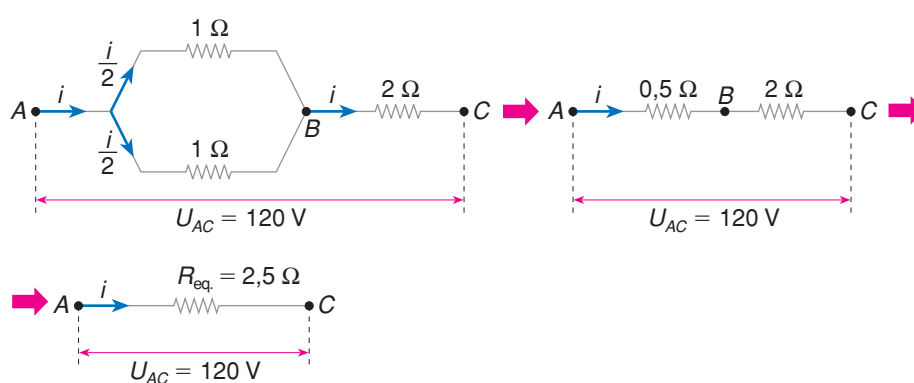 1 Ω
i/2
A i B i 2 Ω C
i/2
1 Ω
U_AC = 120 V
A i 0,5 Ω B 2 Ω C
U_AC = 120 V
R_eq. = 2,5 Ω
A i C
U_AC = 120 V